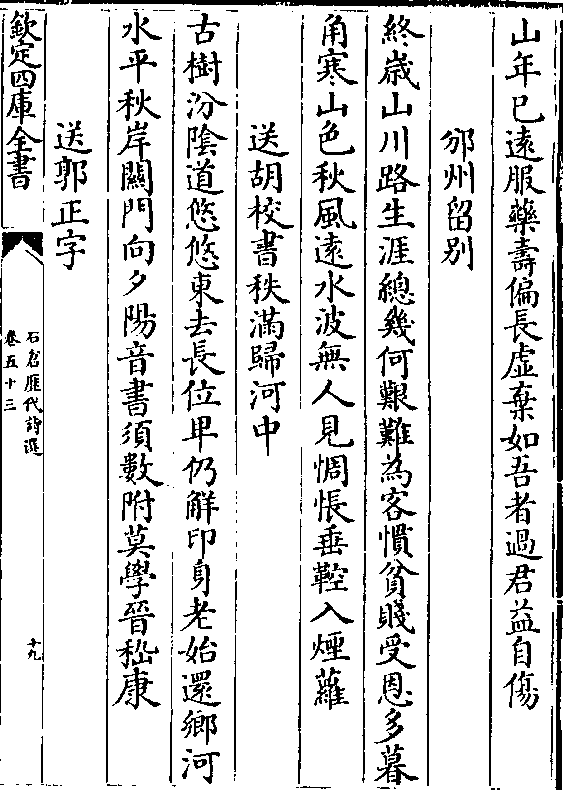 山年已遠服藥壽偏長虛棄如吾者過君益自傷
邠州留别
終歳山川路生涯總幾何艱難為客慣貧賤受恩多暮
角寒山色秋風遠水波無人見惆悵垂鞚入煙蘿
送胡校書秩滿歸河中
古樹汾陰道悠悠東去長位卑仍解印身老始還鄉河
水平秋岸關門向夕陽音書須數附莫學晉嵇康
送郭正字
欽定四庫全書
石倉歷代詩選
卷五十三
十九